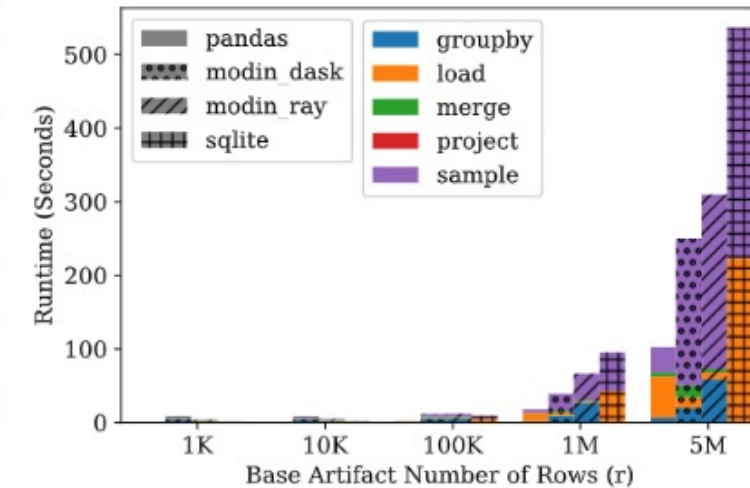 pandas
modin_dask
modin_ray
sqlite
groupby
load
merge
project
sample
Runtime (Seconds)
500
400
300
200
100
0
1K 10K 100K 1M 5M
Base Artifact Number of Rows (r)